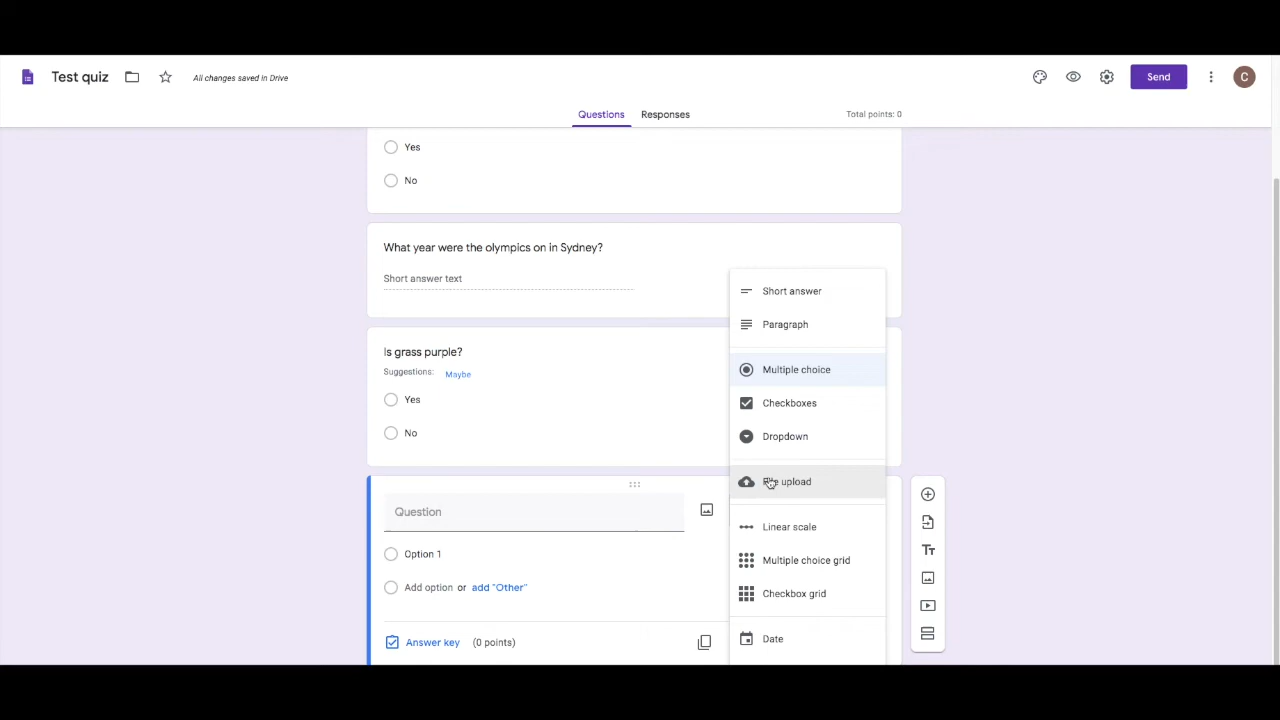 Test quiz
All changes saved in Drive
Send
C
Questions Responses
Total points: 0
Yes
No
What year were the olympics on in Sydney?
Short answer text
Is grass purple?
Suggestions: Maybe
Yes
No
Question
Option 1
Add option or add "Other"
Answer key (0 points)
Short answer
Paragraph
Multiple choice
Checkboxes
Dropdown
File upload
Linear scale
Multiple choice grid
Checkbox grid
Date
Tт